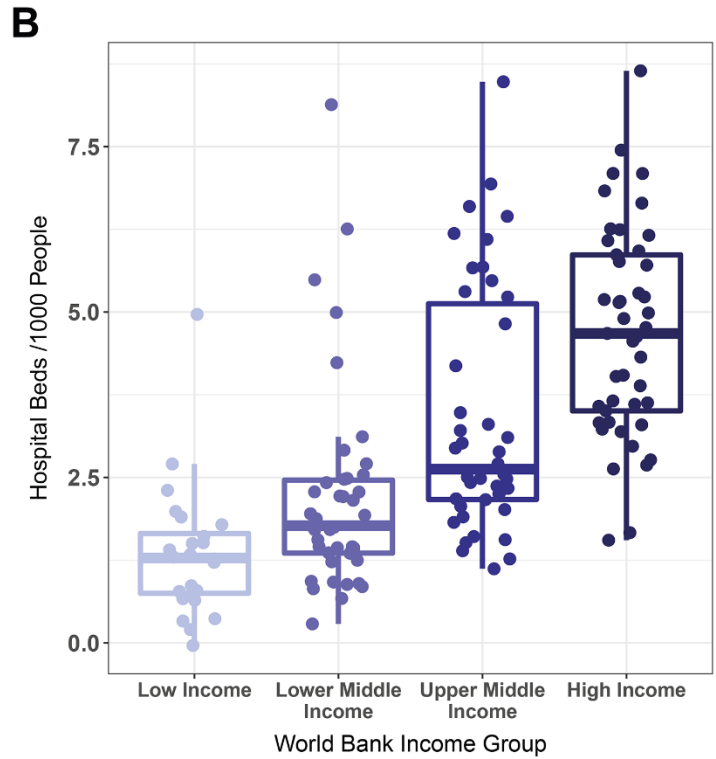 B
Hospital Beds /1000 People
7.5
5.0
2.5
0.0
Low Income
Lower Middle
Income
Upper Middle
Income
High Income
World Bank Income Group